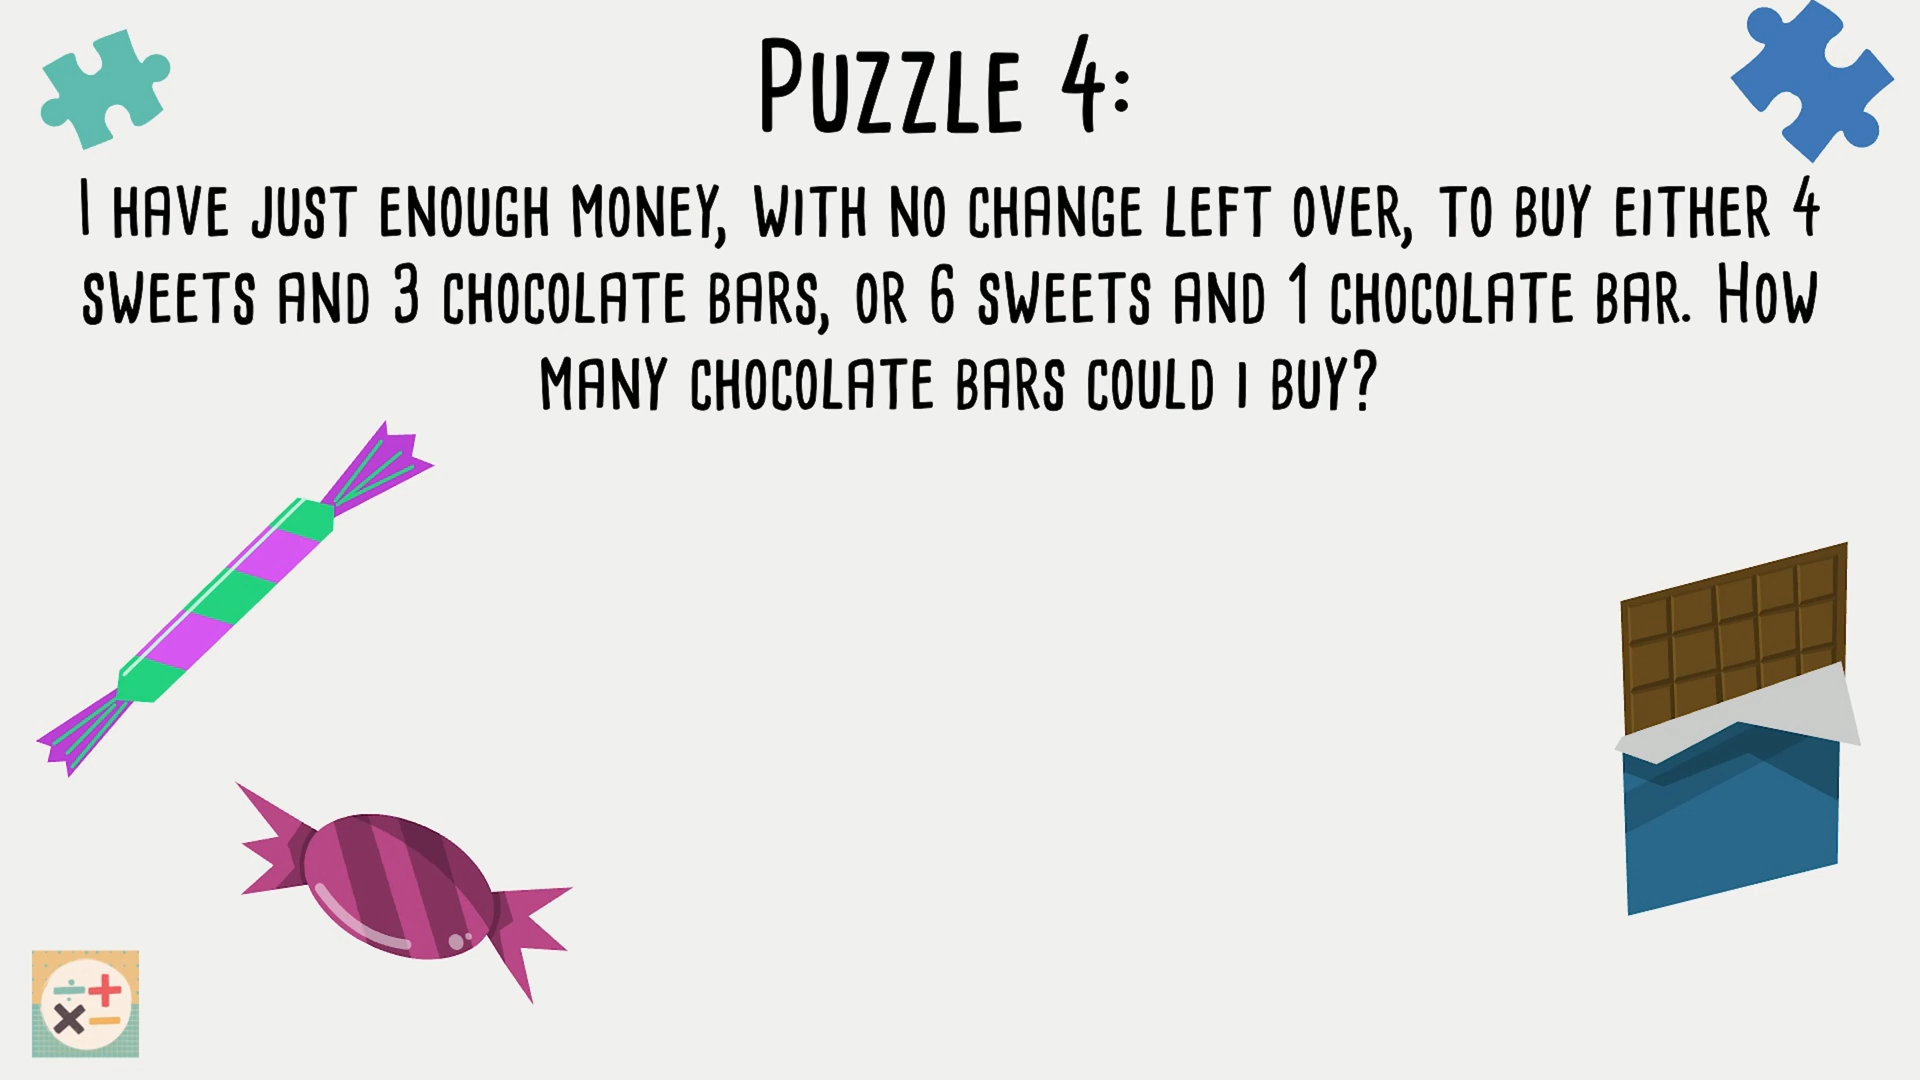 Puzzle 4:
I have just enough money, with no change left over, to buy either 4
sweets and 3 chocolate bars, or 6 sweets and 1 chocolate bar. How
many chocolate bars could i buy?